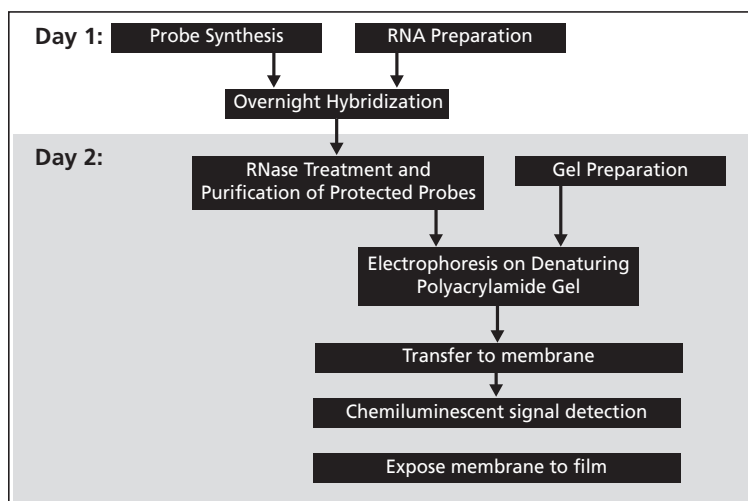 Day 1:
Probe Synthesis
RNA Preparation
Overnight Hybridization
Day 2:
RNase Treatment and
Purification of Protected Probes
Gel Preparation
Electrophoresis on Denaturing
Polyacrylamide Gel
Transfer to membrane
Chemiluminescent signal detection
Expose membrane to film